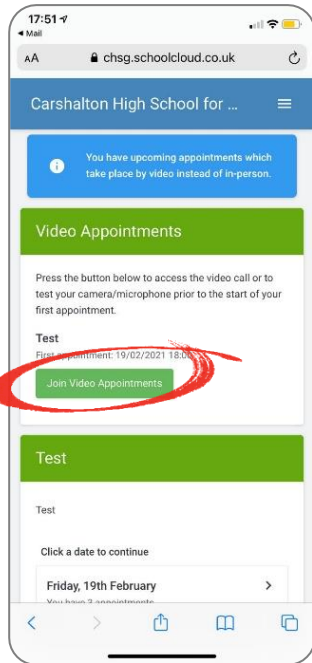 17:51
Mail
AA chsg.schoolcloud.co.uk
Carshalton High School for ...
You have upcoming appointments which
take place by video instead of in-person.
Video Appointments
Press the button below to access the video call or to
test your camera/microphone prior to the start of your
first appointment.
Test
First appointment: 19/02/2021 18:00
Join Video Appointments
Test
Test
Click a date to continue
Friday, 19th February
You have 3 appointments